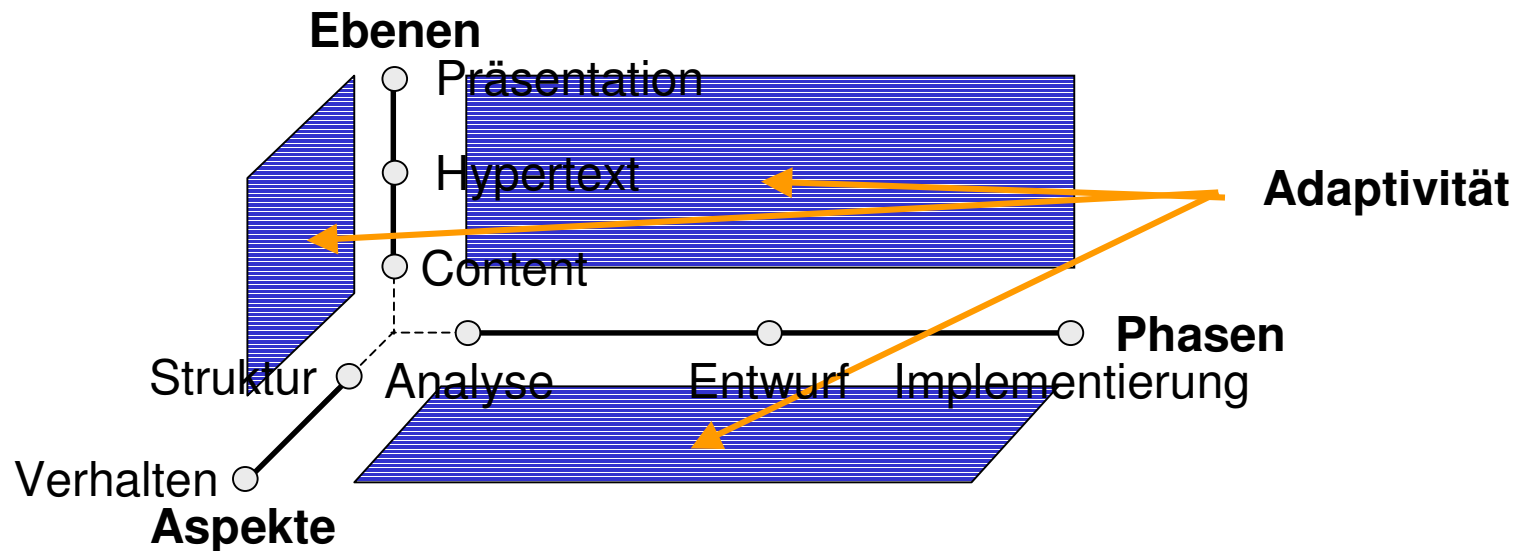 Ebenen
Präsentation
Hypertext
Adaptivität
Content
Phasen
Struktur
Analyse
Entwurf
Implementierung
Verhalten
Aspekte